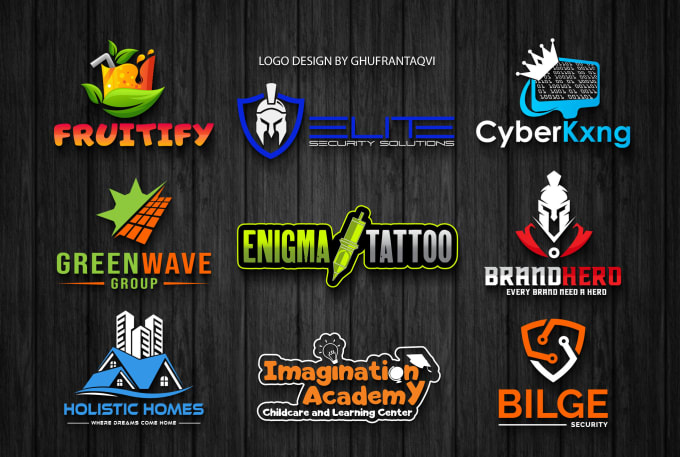 LOGO DESIGN BY GHUFRANTAQVI
FRUITIFY
ELITE
SECURITY SOLUTIONS
CyberKxng
GREENWAVE
GROUP
ENIGMA TATTOO
BRANDHERO
EVERY BRAND NEED A HERO
HOLISTIC HOMES
WHERE DREAMS COME HOME
Imagination
Academy
Childcare and Learning Center
BILGE
SECURITY